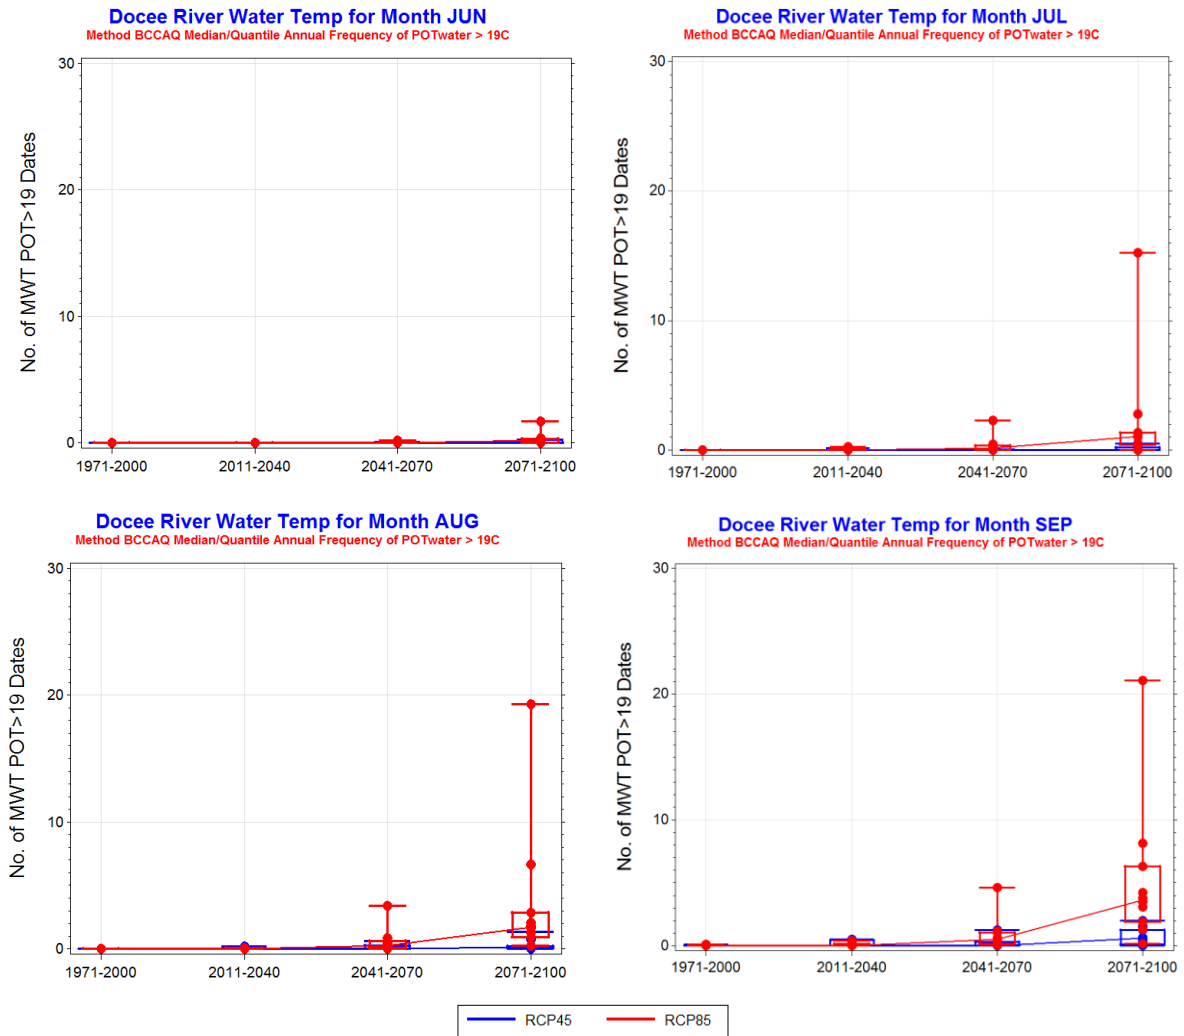 Docee River Water Temp for Month JUN
Method BCCAQ Median/Quantile Annual Frequency of POTwater > 19C
No. of MWT POT>19 Dates
30
20
10
0
1971-2000 2011-2040 2041-2070 2071-2100
Docee River Water Temp for Month JUL
Method BCCAQ Median/Quantile Annual Frequency of POTwater > 19C
No. of MWT POT>19 Dates
30
20
10
0
1971-2000 2011-2040 2041-2070 2071-2100
Docee River Water Temp for Month AUG
Method BCCAQ Median/Quantile Annual Frequency of POTwater > 19C
No. of MWT POT>19 Dates
30
20
10
0
1971-2000 2011-2040 2041-2070 2071-2100
Docee River Water Temp for Month SEP
Method BCCAQ Median/Quantile Annual Frequency of POTwater > 19C
No. of MWT POT>19 Dates
30
20
10
0
1971-2000 2011-2040 2041-2070 2071-2100
RCP45 RCP85